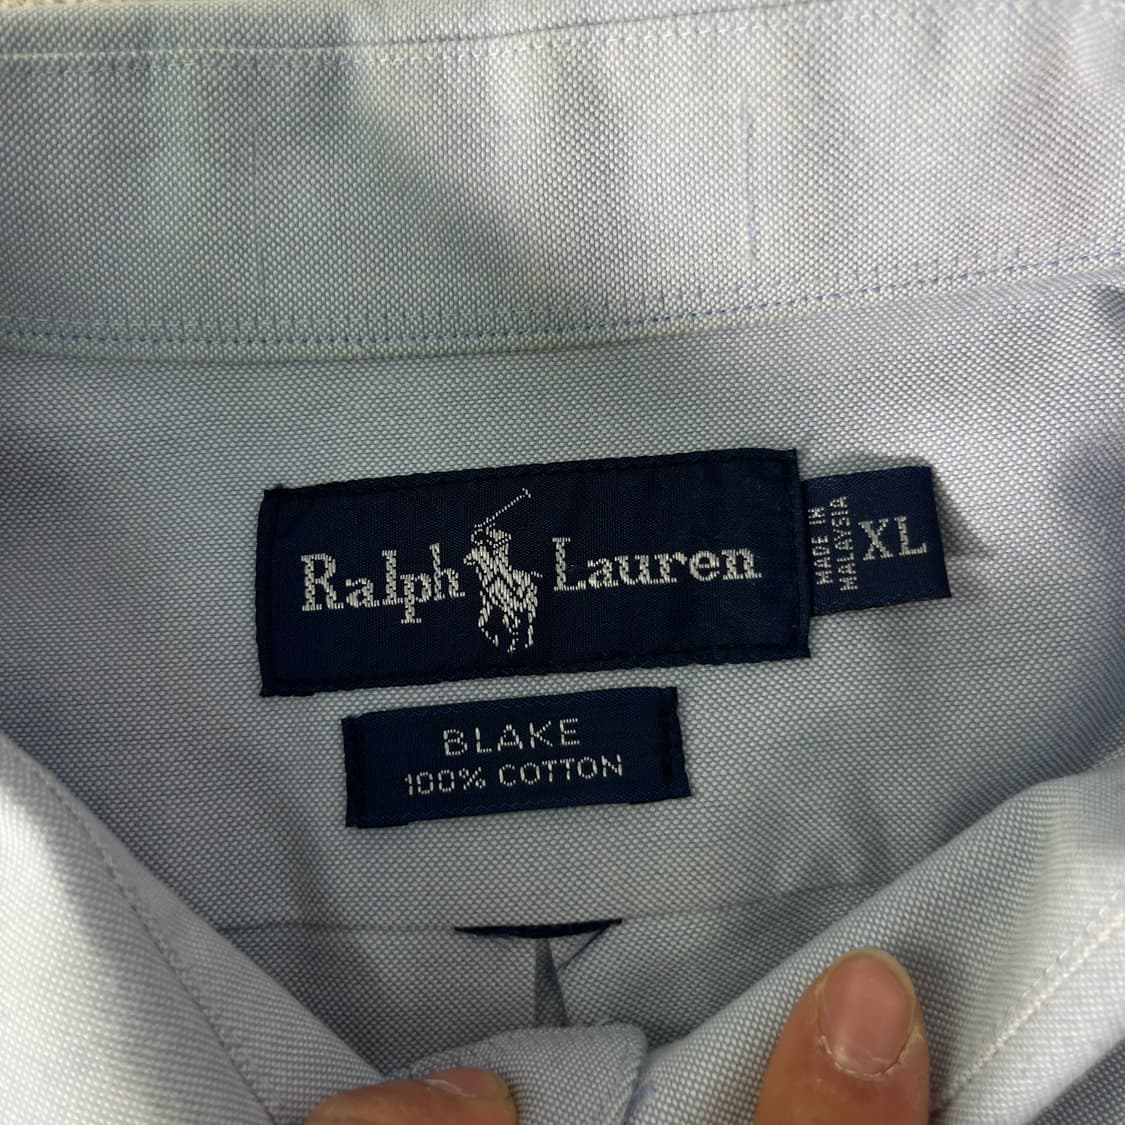 Ralph Lauren
MADE IN
MALAYSIA
XL
BLAKE
100% COTTON